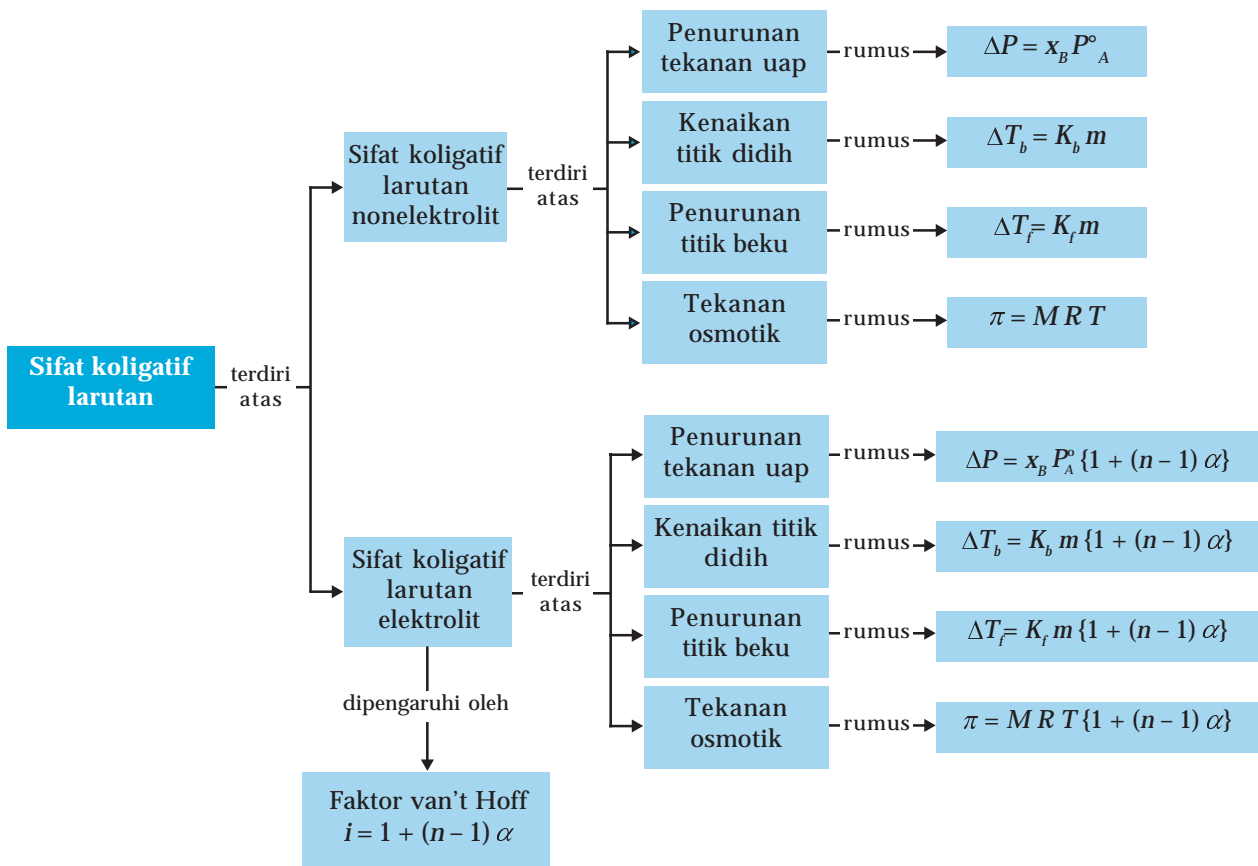 Sifat koligatif
larutan
terdiri
atas
Sifat koligatif
larutan
nonelektrolit
terdiri
atas
Penurunan
tekanan uap
rumus
ΔP = x_B P°_A
Kenaikan
titik didih
rumus
ΔT_b = K_b m
Penurunan
titik beku
rumus
ΔT_f = K_f m
Tekanan
osmotik
rumus
π = M R T
Sifat koligatif
larutan
elektrolit
terdiri
atas
Penurunan
tekanan uap
rumus
ΔP = x_B P°_A {1 + (n – 1) α}
Kenaikan titik
didih
rumus
ΔT_b = K_b m {1 + (n – 1) α}
Penurunan
titik beku
rumus
ΔT_f = K_f m {1 + (n – 1) α}
Tekanan
osmotik
rumus
π = M R T {1 + (n – 1) α}
dipengaruhi oleh
Faktor van't Hoff
i = 1 + (n – 1) α